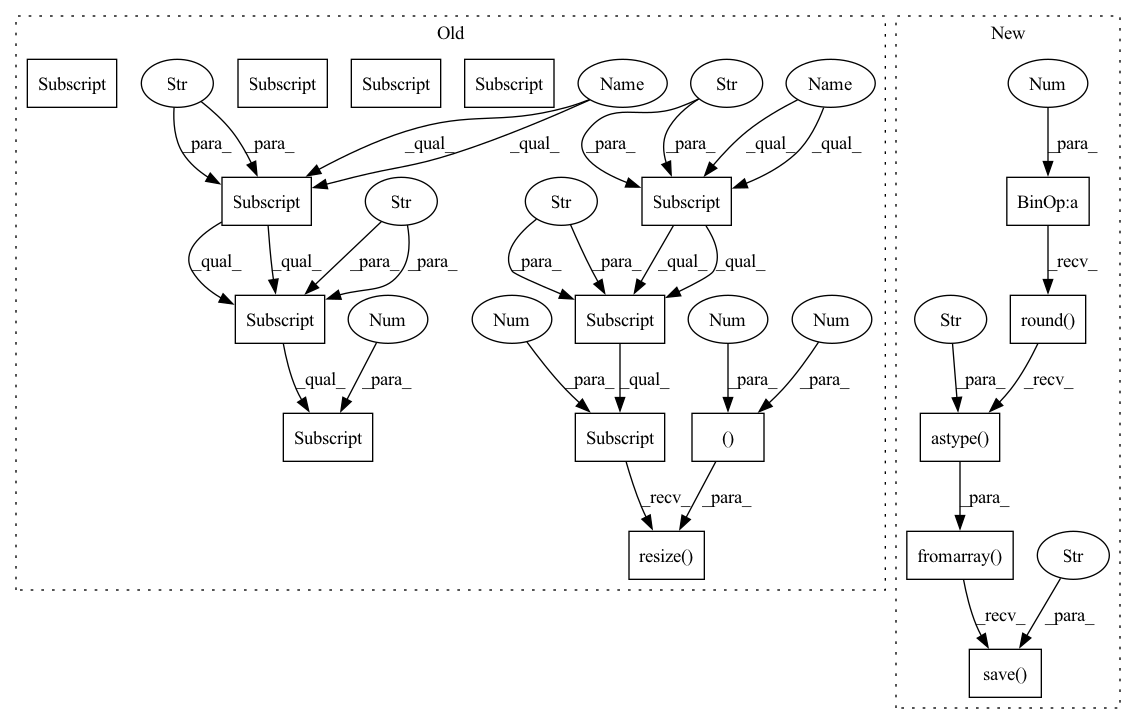 Old
New
Subscript
Str
Subscript
Subscript
Subscript
Name
Str
Name
Num
_para_
_para_
_qual_
_qual_
_para_
_para_
_qual_
_qual_
_para_
Subscript
Str
Str
Subscript
BinOp:a
_qual_
_qual_
_para_
_para_
_para_
_para_
_qual_
_qual_
_recv_
Subscript
Num
Num
Subscript
Num
Num
Str
round()
_qual_
_para_
_para_
_qual_
_para_
_para_
_para_
_recv_
Subscript
Subscript
()
astype()
_recv_
_para_
_para_
resize()
fromarray()
Str
_recv_
_para_
save()